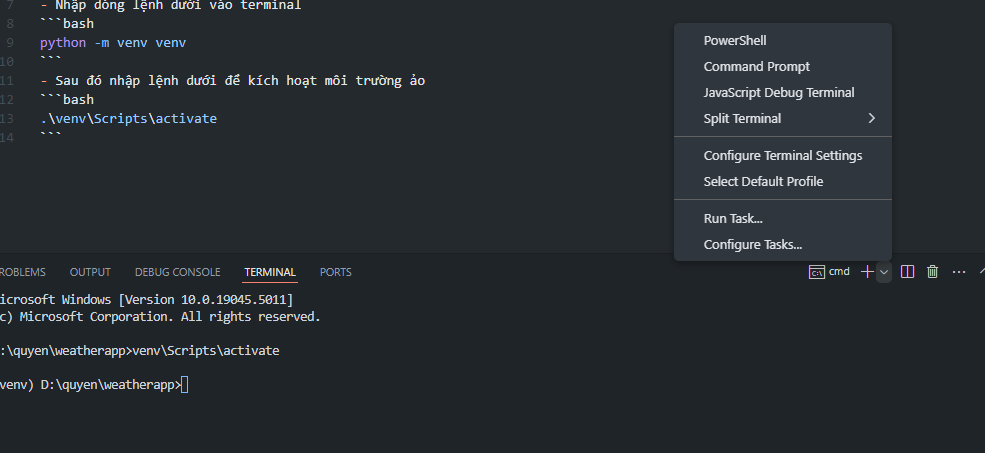 7 - Nhập dòng lệnh dưới vào terminal
8 ```bash
9 python -m venv venv
10 ```
11 - Sau đó nhập lệnh dưới để kích hoạt môi trường ảo
12 ```bash
13 .\venv\Scripts\activate
14 ```
PowerShell
Command Prompt
JavaScript Debug Terminal
Split Terminal
Configure Terminal Settings
Select Default Profile
Run Task...
Configure Tasks...
ROBLEMS OUTPUT DEBUG CONSOLE TERMINAL PORTS cmd
icrosoft Windows [Version 10.0.19045.5011]
c) Microsoft Corporation. All rights reserved.
:\quyen\weatherapp>venv\Scripts\activate
venv) D:\quyen\weatherapp>